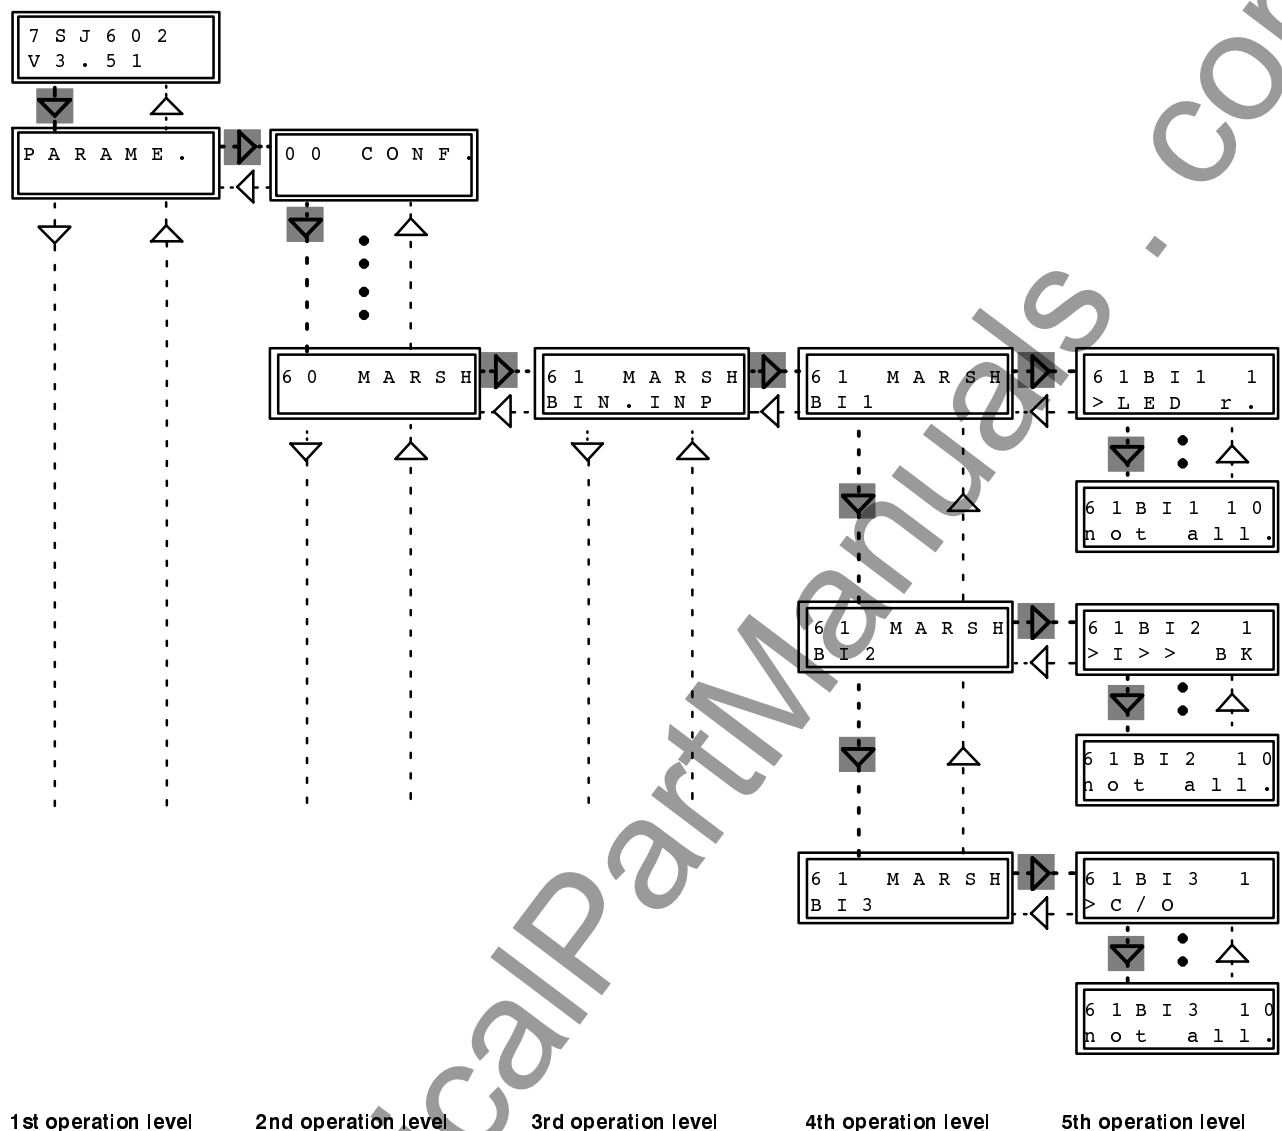 7SJ602
V3.51
PARAME.
00 CONF.
60 MARSH
61 MARSH
BIN.INP
61 MARSH
BI1
61BI1 1
>LED r.
61BI1 10
not all.
61 MARSH
BI2
61BI2 1
>I>> BK
61BI2 10
not all.
61 MARSH
BI3
61BI3 1
>C/O
61BI3 10
not all.
1st operation level
2nd operation level
3rd operation level
4th operation level
5th operation level